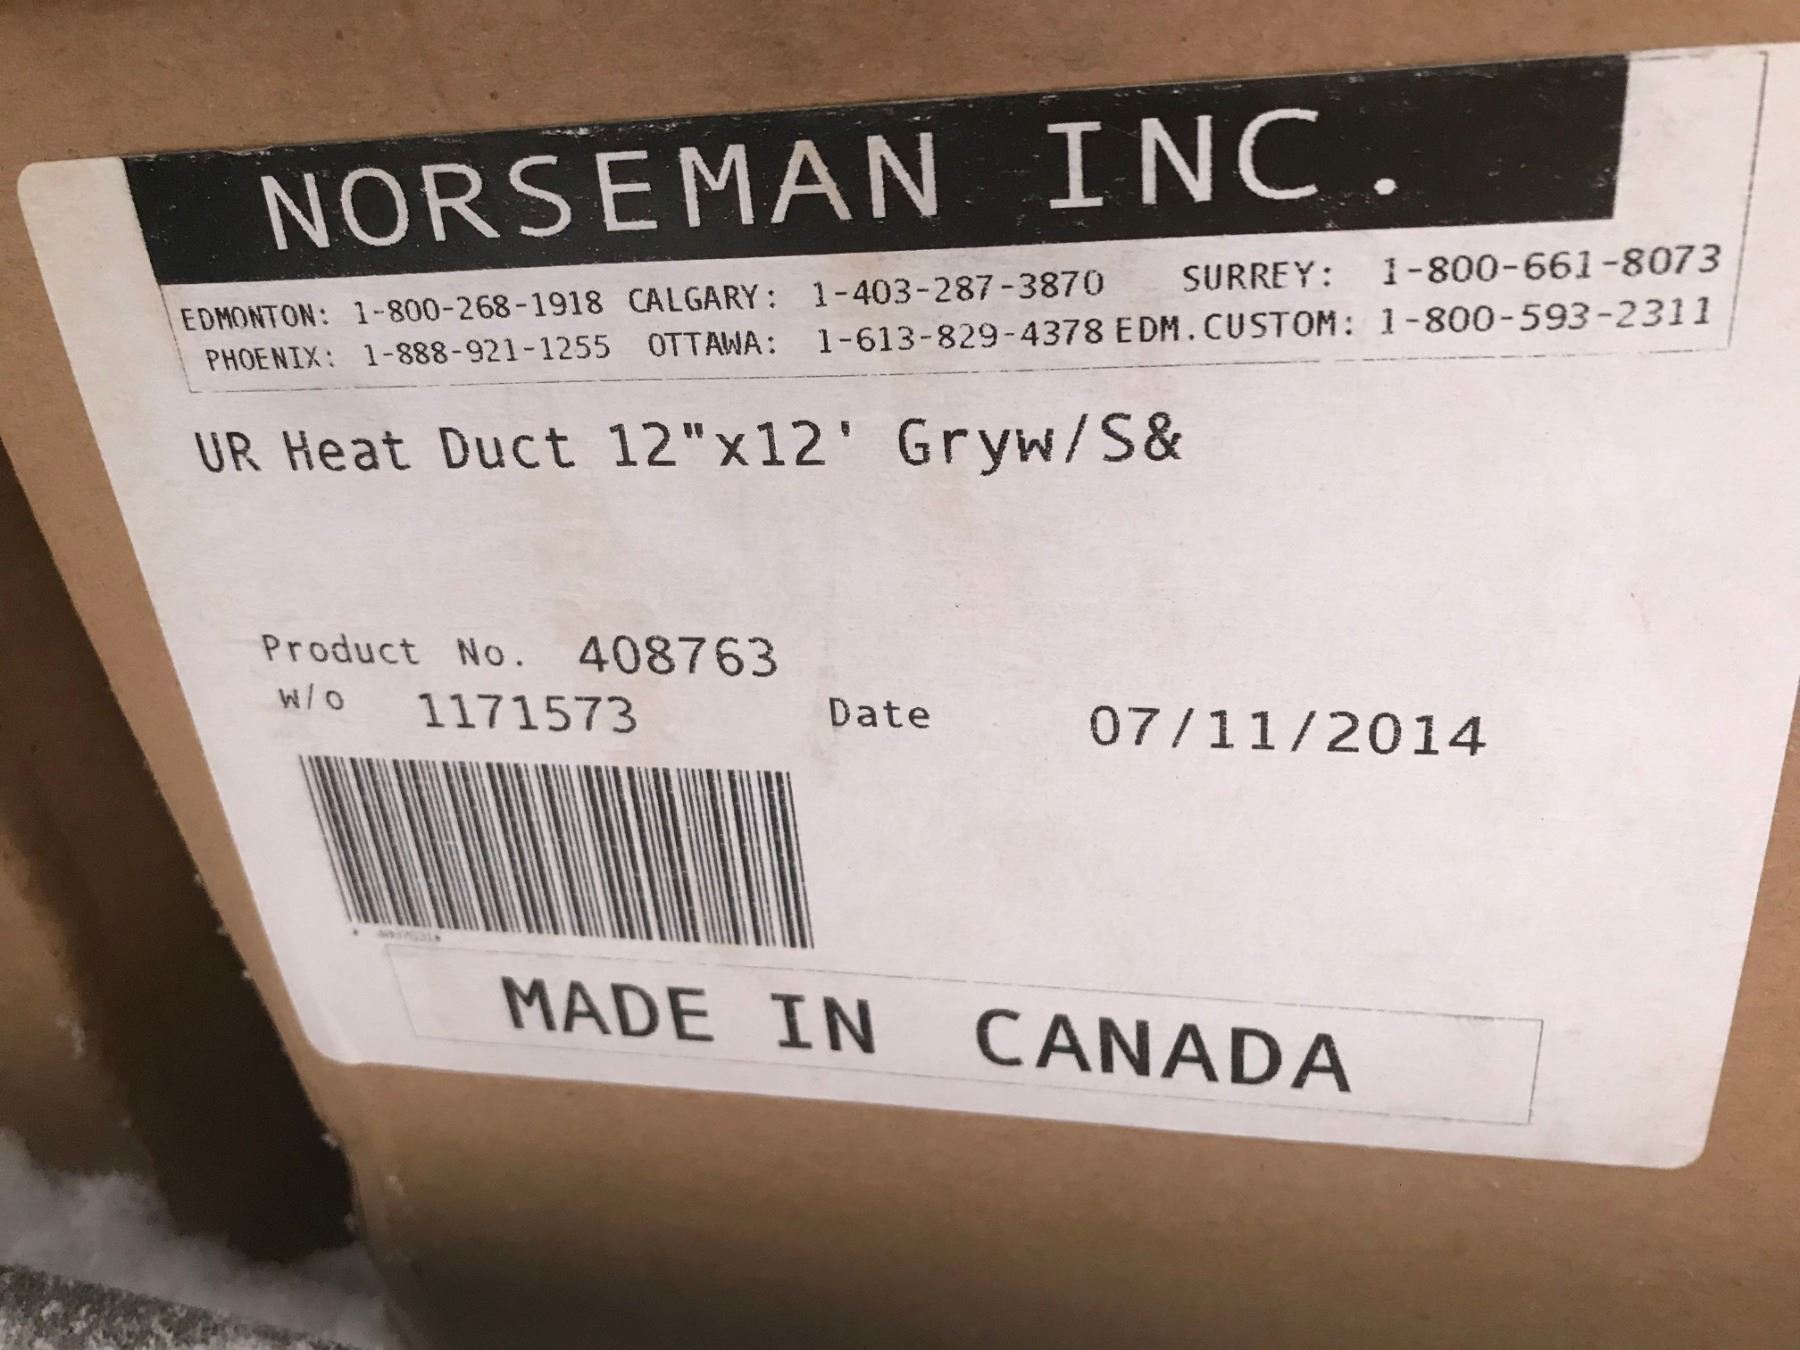 NORSEMAN INC.
EDMONTON: 1-800-268-1918 CALGARY: 1-403-287-3870 SURREY: 1-800-661-8073
PHOENIX: 1-888-921-1255 OTTAWA: 1-613-829-4378 EDM.CUSTOM: 1-800-593-2311
UR Heat Duct 12"x12' Gryw/S&
Product No. 408763
w/o 1171573 Date 07/11/2014
MADE IN CANADA